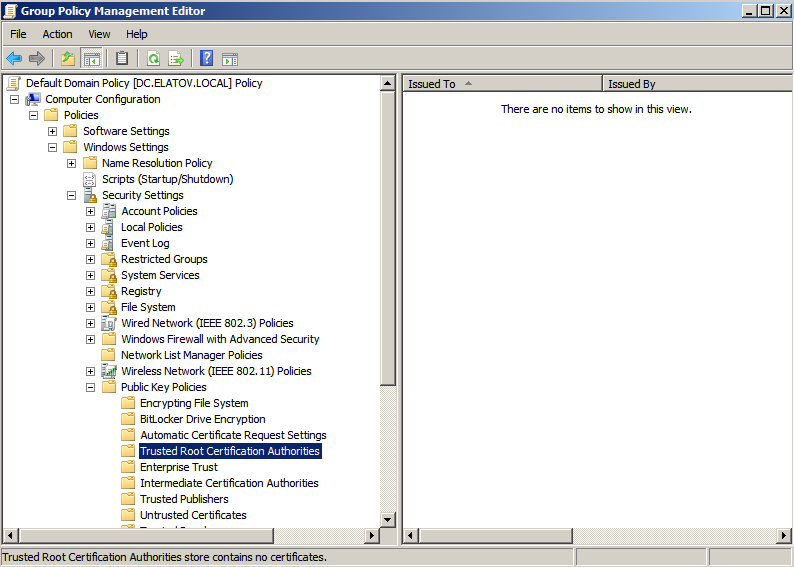 Group Policy Management Editor
File Action View Help
Default Domain Policy [DC.ELATOV.LOCAL] Policy
Computer Configuration
Policies
Software Settings
Windows Settings
Name Resolution Policy
Scripts (Startup/Shutdown)
Security Settings
Account Policies
Local Policies
Event Log
Restricted Groups
System Services
Registry
File System
Wired Network (IEEE 802.3) Policies
Windows Firewall with Advanced Security
Network List Manager Policies
Wireless Network (IEEE 802.11) Policies
Public Key Policies
Encrypting File System
BitLocker Drive Encryption
Automatic Certificate Request Settings
Trusted Root Certification Authorities
Enterprise Trust
Intermediate Certification Authorities
Trusted Publishers
Untrusted Certificates
Issued To Issued By
There are no items to show in this view.
Trusted Root Certification Authorities store contains no certificates.